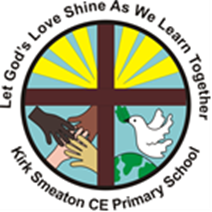 Let God's Love Shine As We Learn Together
Kirk Smeaton CE Primary School